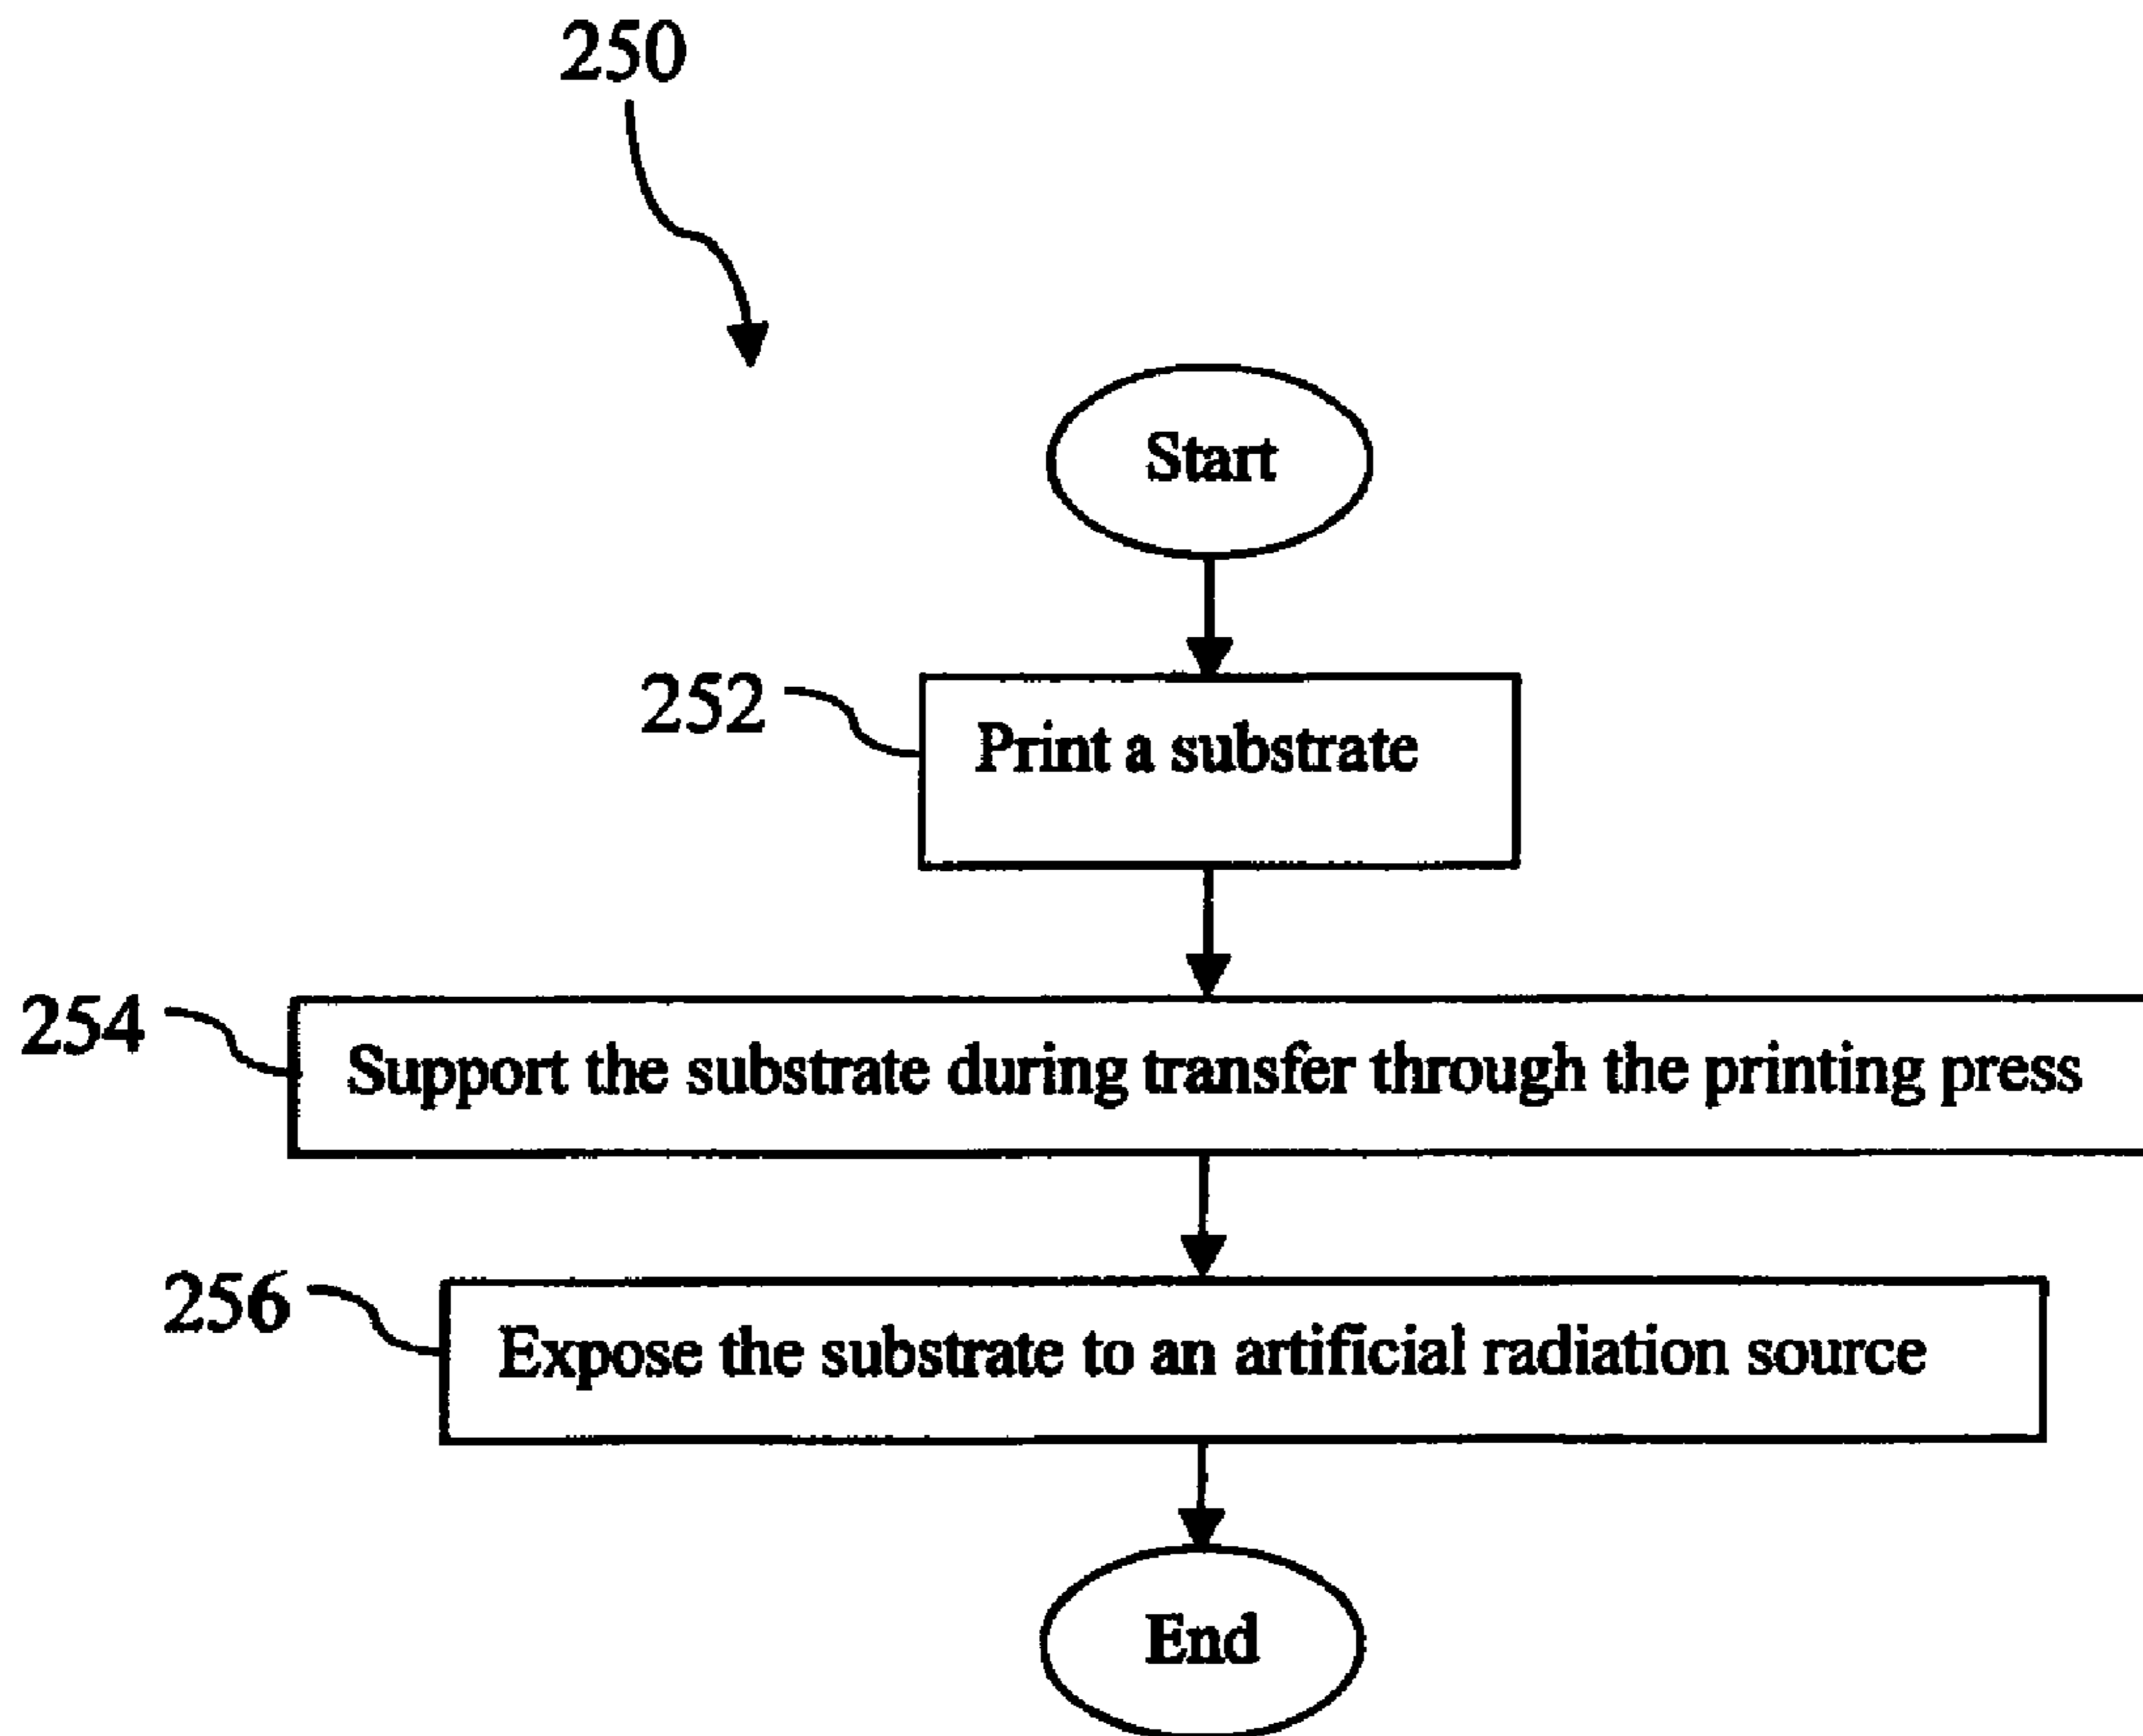 250
Start
252
Print a substrate
254
Support the substrate during transfer through the printing press
256
Expose the substrate to an artificial radiation source
End